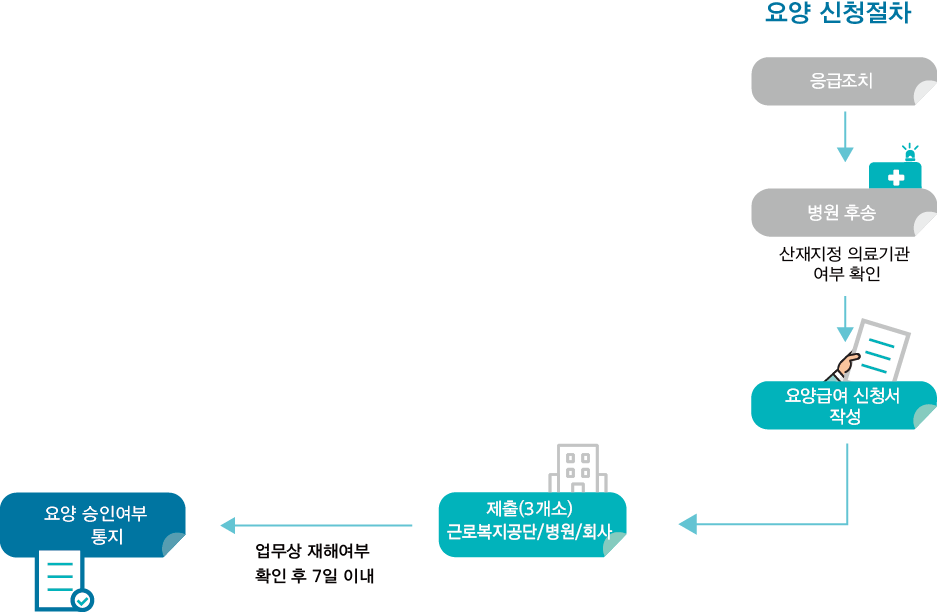 요양 신청절차
응급조치
병원 후송
산재지정 의료기관
여부 확인
요양급여 신청서
작성
제출(3개소)
근로복지공단/병원/회사
업무상 재해여부
확인 후 7일 이내
요양 승인여부
통지